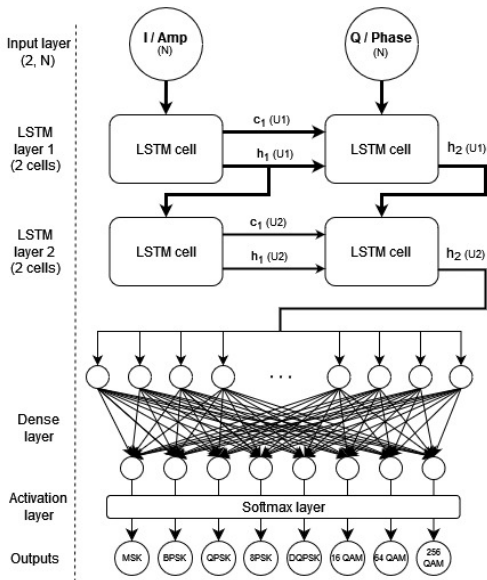 Input layer
(2, N)
I / Amp
(N)
Q / Phase
(N)
LSTM
layer 1
(2 cells)
LSTM cell
c1 (U1)
h1 (U1)
LSTM cell
h2 (U1)
LSTM
layer 2
(2 cells)
LSTM cell
c1 (U2)
h1 (U2)
LSTM cell
h2 (U2)
. . .
Dense
layer
Activation
layer
Softmax layer
Outputs
MSK
BPSK
QPSK
8PSK
DQPSK
16 QAM
64 QAM
256
QAM